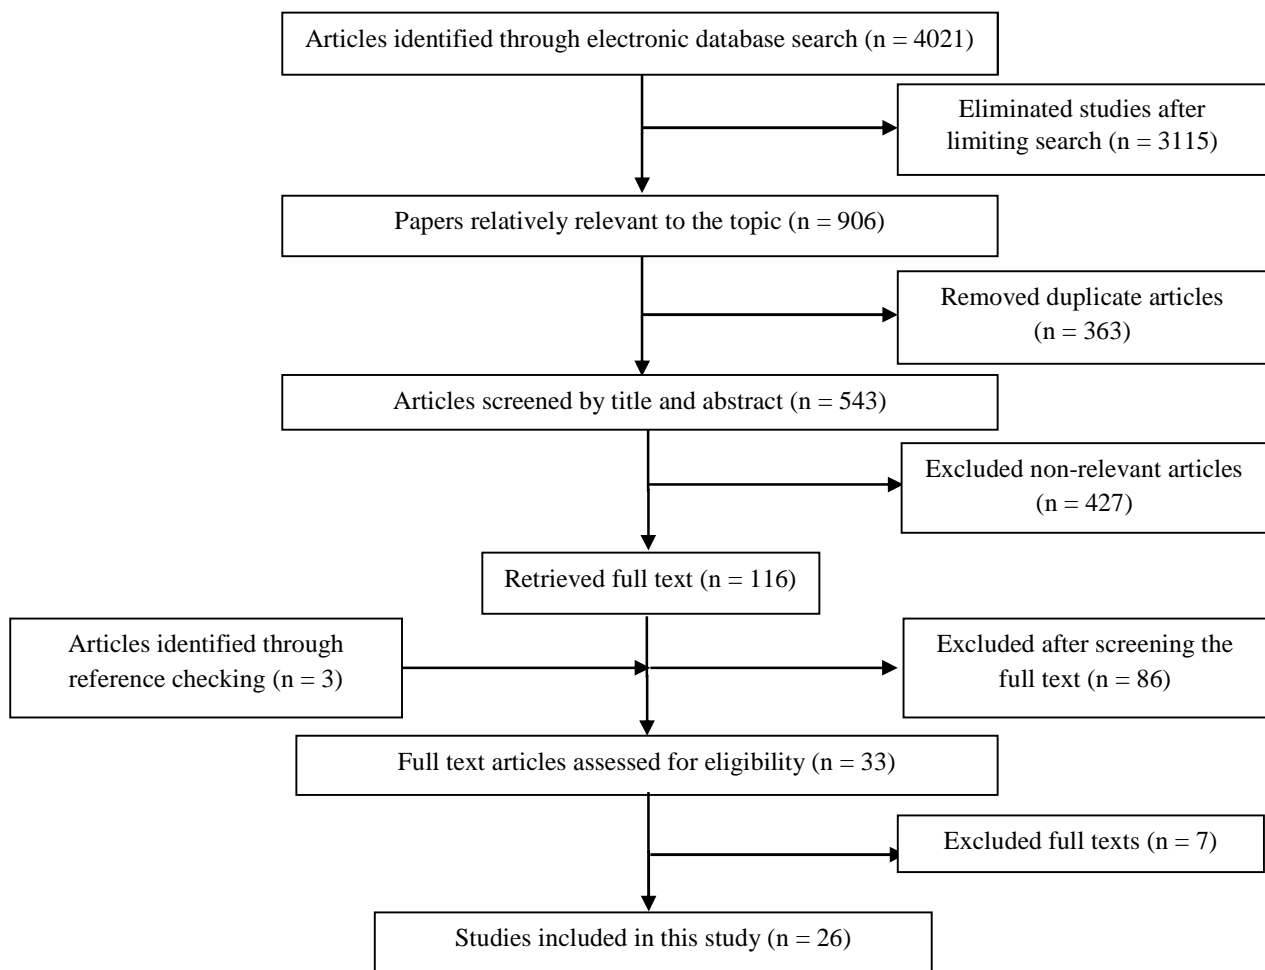 Articles identified through electronic database search (n = 4021)
Eliminated studies after
limiting search (n = 3115)
Papers relatively relevant to the topic (n = 906)
Removed duplicate articles
(n = 363)
Articles screened by title and abstract (n = 543)
Excluded non-relevant articles
(n = 427)
Retrieved full text (n = 116)
Articles identified through
reference checking (n = 3)
Excluded after screening the
full text (n = 86)
Full text articles assessed for eligibility (n = 33)
Excluded full texts (n = 7)
Studies included in this study (n = 26)